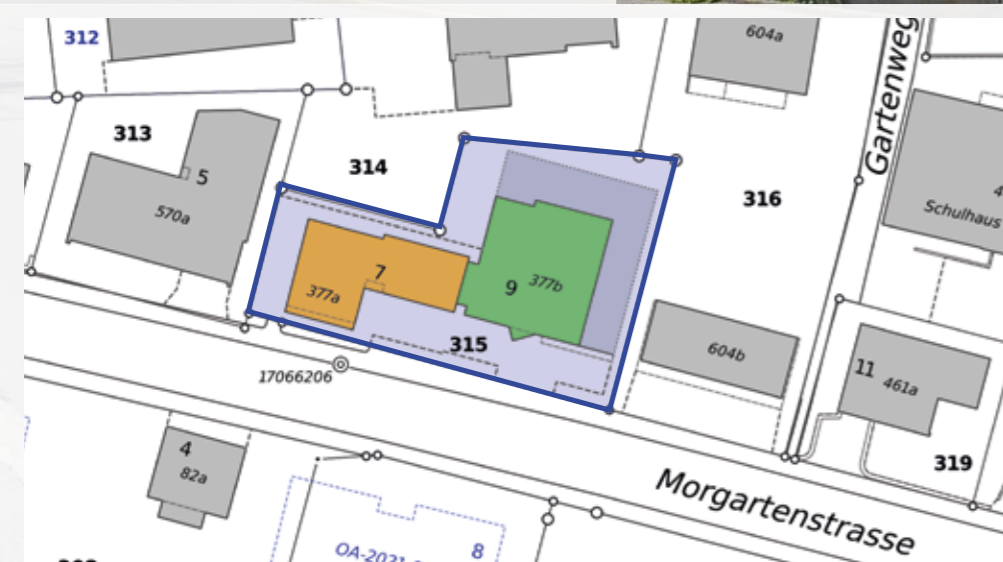 312
604a
Gartenweg
313
5
570a
314
316
Schulhaus
7
377a
9
377b
315
604b
17066206
11
461a
319
4
82a
Morgartenstrasse
8